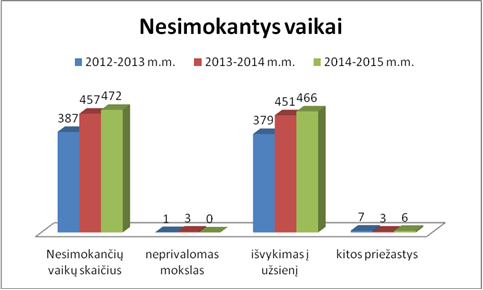 Nesimokantys vaikai
2012-2013 m.m. 2013-2014 m.m. 2014-2015 m.m.
387 457 472
1 3 0
379 451 466
7 3 6
Nesimokančių
vaikų skaičius
neprivalomas
mokslas
išvykimas į
užsienį
kitos priežastys